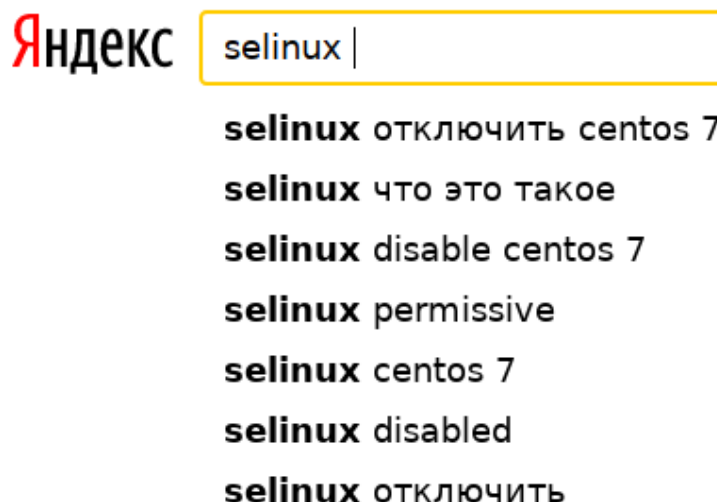 Яндекс selinux
selinux отключить centos 7
selinux что это такое
selinux disable centos 7
selinux permissive
selinux centos 7
selinux disabled
selinux отключить